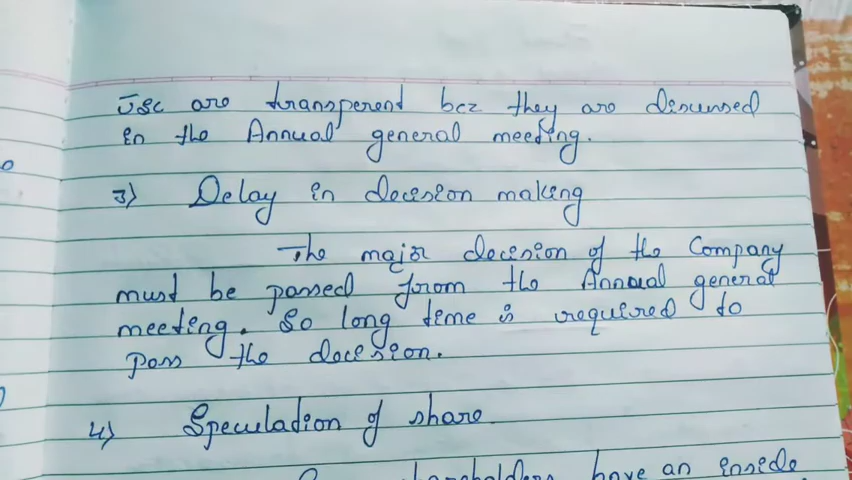 JSC are transperent bcz they are discussed
in the Annual general meeting.
3) Delay in decision making
The major decision of the Company
must be passed from the Annual general
meeting. So long time is required to
pass the decision.
4) Speculation of share
shareholders have an inside